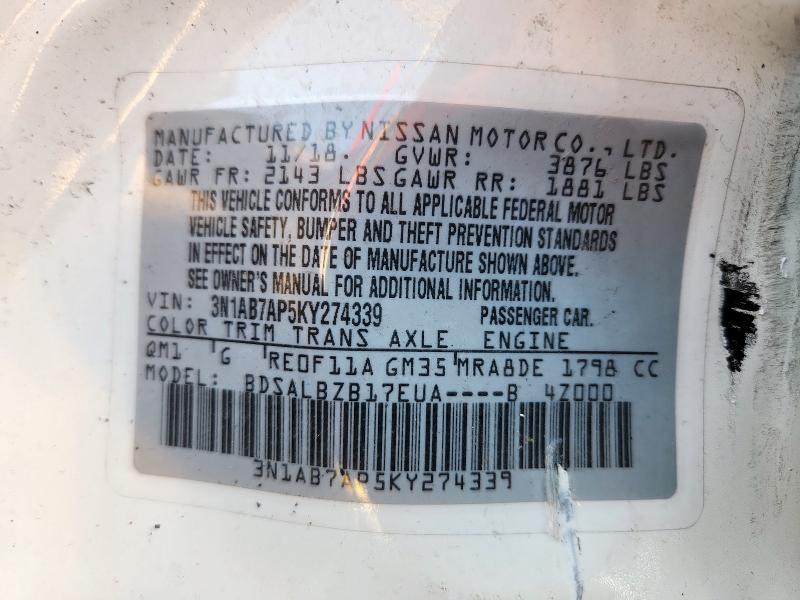 MANUFACTURED BY NISSAN MOTOR CO., LTD.
DATE: 11/18. GVWR: 3876 LBS
GAWR FR: 2143 LBS GAWR RR: 1881 LBS
THIS VEHICLE CONFORMS TO ALL APPLICABLE FEDERAL MOTOR
VEHICLE SAFETY, BUMPER AND THEFT PREVENTION STANDARDS
IN EFFECT ON THE DATE OF MANUFACTURE SHOWN ABOVE.
SEE OWNER'S MANUAL FOR ADDITIONAL INFORMATION.
VIN: 3N1AB7AP5KY274339 PASSENGER CAR.
COLOR TRIM TRANS AXLE ENGINE
QM1 G RE0F11A GM35 MRA8DE 1798 CC
MODEL: BDSALBZB17EUA----B 4Z000
3N1AB7AP5KY274339